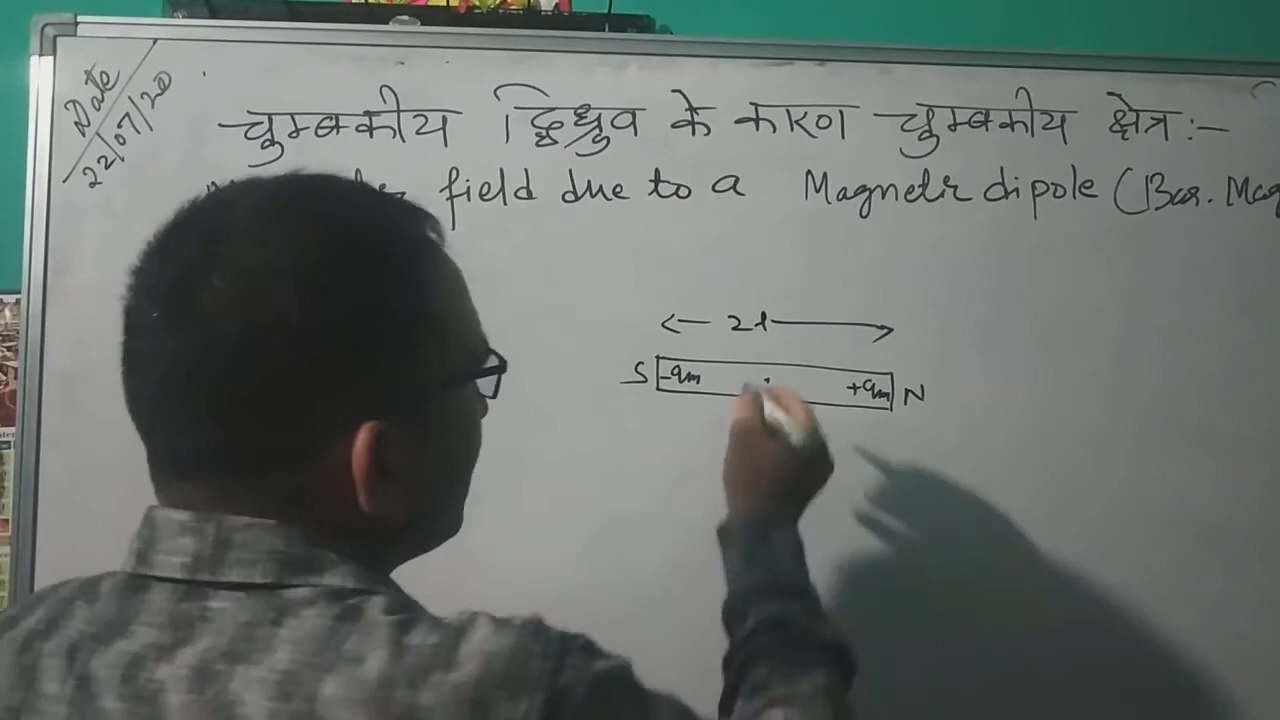 Date
22/07/20
चुम्बकीय द्विध्रुव के कारण चुम्बकीय क्षेत्र :-
field due to a Magnetic dipole (Bar. Mag
2l
S -qm +qm N